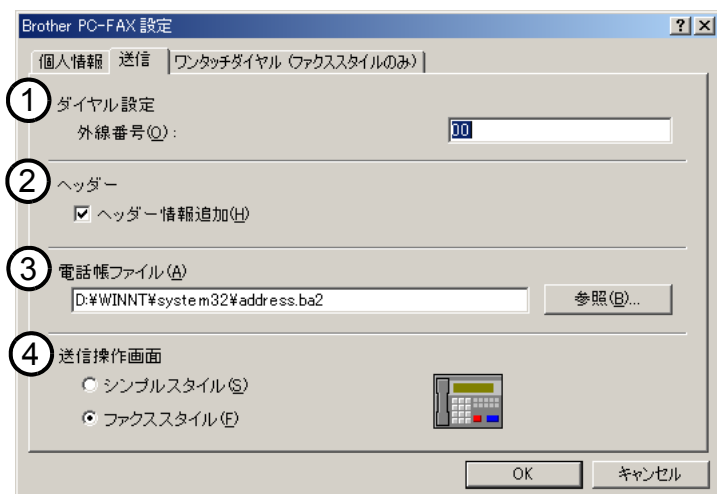 Brother PC-FAX 設定
個人情報 送信 ワンタッチダイヤル (ファクススタイルのみ)
1
ダイヤル設定
外線番号(O): 00
2
ヘッダー
ヘッダー情報追加(H)
3
電話帳ファイル(A)
D:¥WINNT¥system32¥address.ba2 参照(B)...
4
送信操作画面
シンプルスタイル(S)
ファクススタイル(F)
OK キャンセル